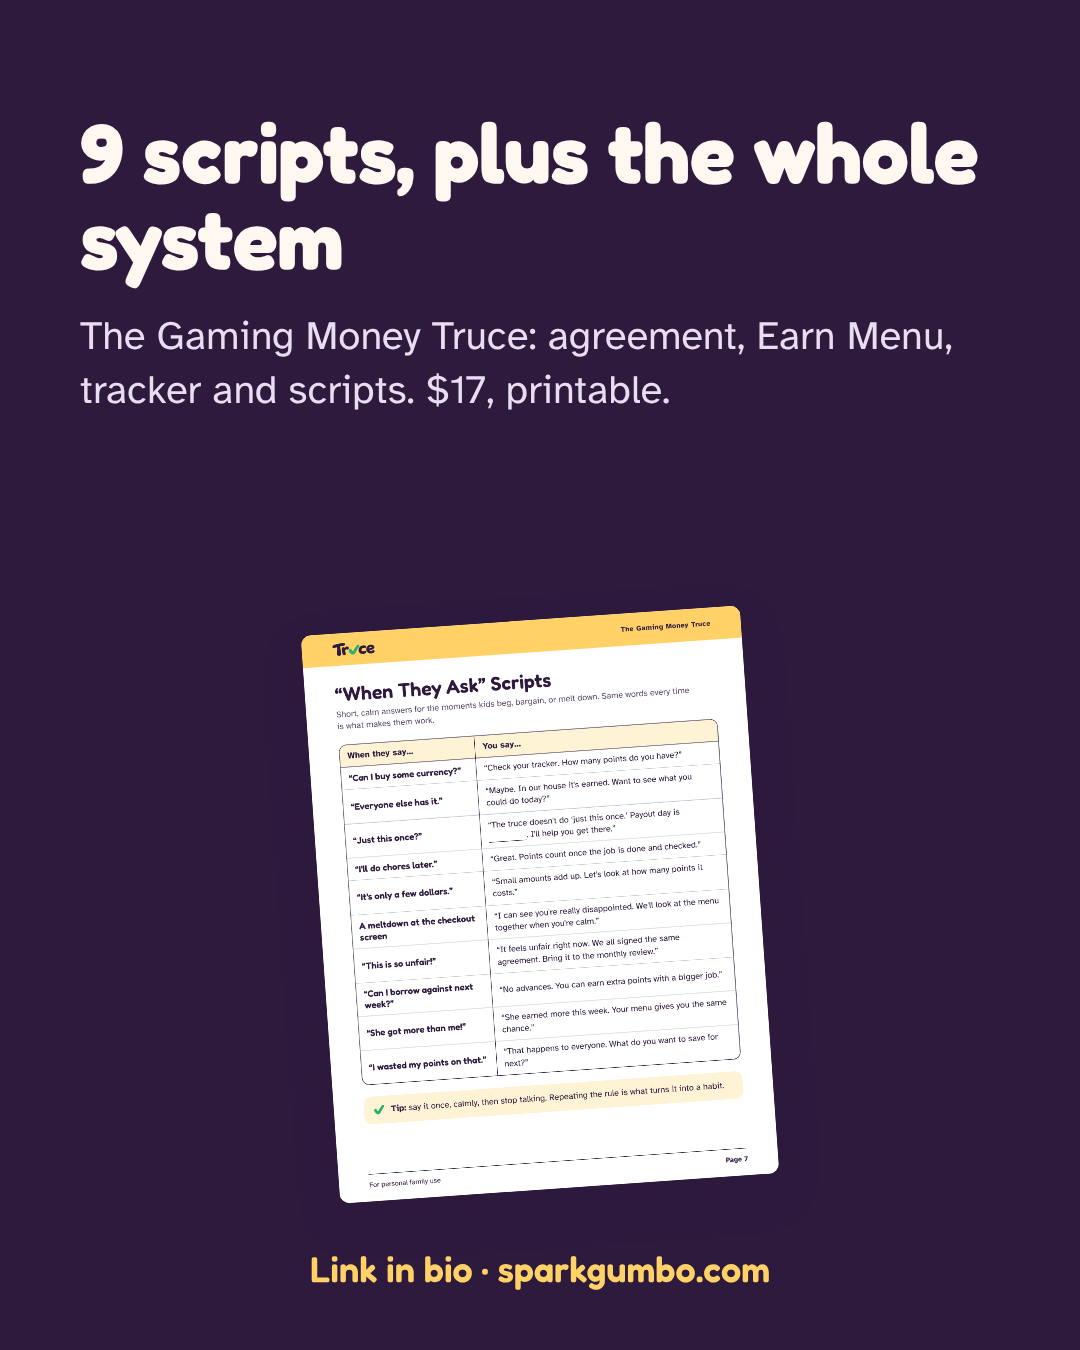 9 scripts, plus the whole
system
The Gaming Money Truce: agreement, Earn Menu,
tracker and scripts. $17, printable.
Truce
The Gaming Money Truce
“When They Ask” Scripts
Short, calm answers for the moments kids beg, bargain, or melt down. Same words every time
is what makes them work.
When they say...
You say...
“Can I buy some currency?”
“Check your tracker. How many points do you have?”
“Everyone else has it.”
“Maybe. In our house it's earned. Want to see what you
could do today?”
“Just this once?”
“The truce doesn't do ‘just this once.’ Payout day is
________. I'll help you get there.”
“I'll do chores later.”
“Great. Points count once the job is done and checked.”
“It's only a few dollars.”
“Small amounts add up. Let's look at how many points it
costs.”
A meltdown at the checkout
screen
“I can see you're really disappointed. We'll look at the menu
together when you're calm.”
“This is so unfair!”
“It feels unfair right now. We all signed the same
agreement. Bring it to the monthly review.”
“Can I borrow against next
week?”
“No advances. You can earn extra points with a bigger job.”
“She got more than me!”
“She earned more this week. Your menu gives you the same
chance.”
“I wasted my points on that.”
“That happens to everyone. What do you want to save for
next?”
Tip: say it once, calmly, then stop talking. Repeating the rule is what turns it into a habit.
For personal family use
Page 7
Link in bio · sparkgumbo.com